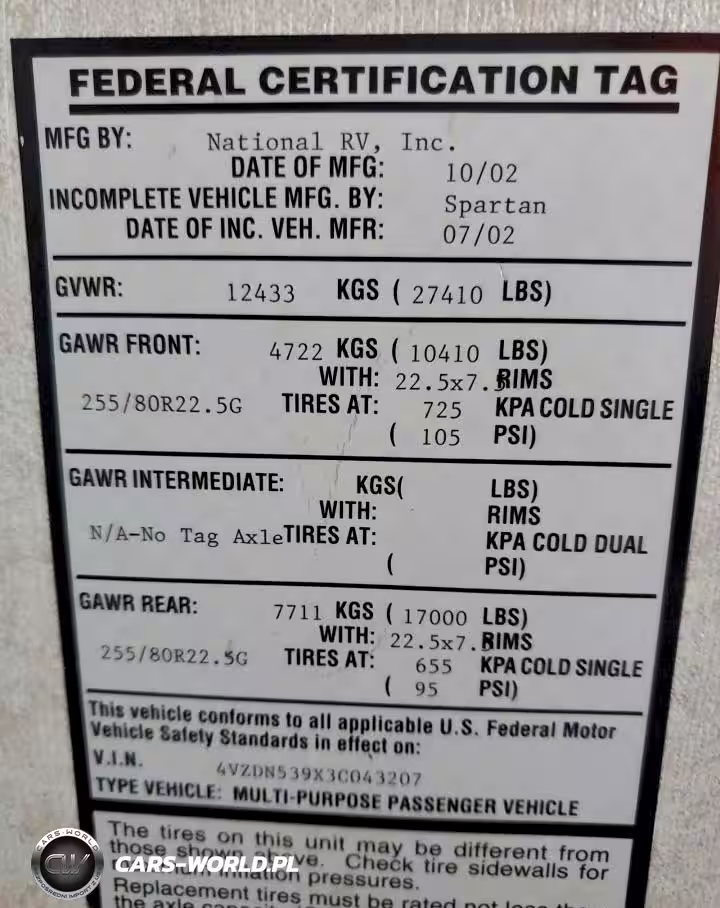 FEDERAL CERTIFICATION TAG
MFG BY: National RV, Inc.
DATE OF MFG: 10/02
INCOMPLETE VEHICLE MFG. BY: Spartan
DATE OF INC. VEH. MFR: 07/02
GVWR: 12433 KGS ( 27410 LBS)
GAWR FRONT: 4722 KGS ( 10410 LBS)
WITH: 22.5x7.5 RIMS
255/80R22.5G TIRES AT: 725 KPA COLD SINGLE
( 105 PSI)
GAWR INTERMEDIATE: KGS( LBS)
WITH: RIMS
N/A-No Tag Axle TIRES AT: KPA COLD DUAL
( PSI)
GAWR REAR: 7711 KGS ( 17000 LBS)
WITH: 22.5x7.5 RIMS
255/80R22.5G TIRES AT: 655 KPA COLD SINGLE
( 95 PSI)
This vehicle conforms to all applicable U.S. Federal Motor
Vehicle Safety Standards in effect on:
V.I.N. 4VZDN539X3C043207
TYPE VEHICLE: MULTI-PURPOSE PASSENGER VEHICLE
The tires on this unit may be different from
those shown above. Check tire sidewalls for
pressures.
Replacement tires must be rated not less
the axle
CARS-WORLD
CW
CARS-WORLD.PL